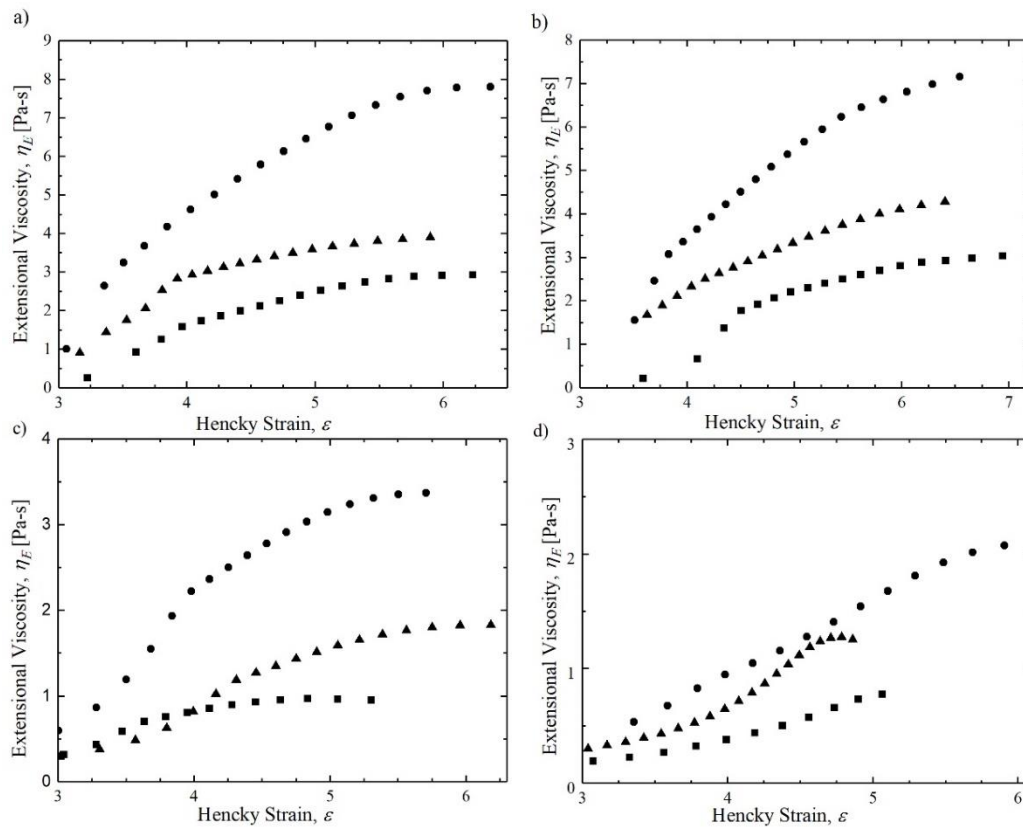 a)
9
8
7
6
5
4
3
2
1
0
Extensional Viscosity, ηE [Pa-s]
3 4 5 6
Hencky Strain, ε
b)
8
7
6
5
4
3
2
1
0
Extensional Viscosity, ηE [Pa-s]
3 4 5 6 7
Hencky Strain, ε
c)
4
3
2
1
0
Extensional Viscosity, ηE [Pa-s]
3 4 5 6
Hencky Strain, ε
d)
3
2
1
0
Extensional Viscosity, ηE [Pa-s]
3 4 5 6
Hencky Strain, ε